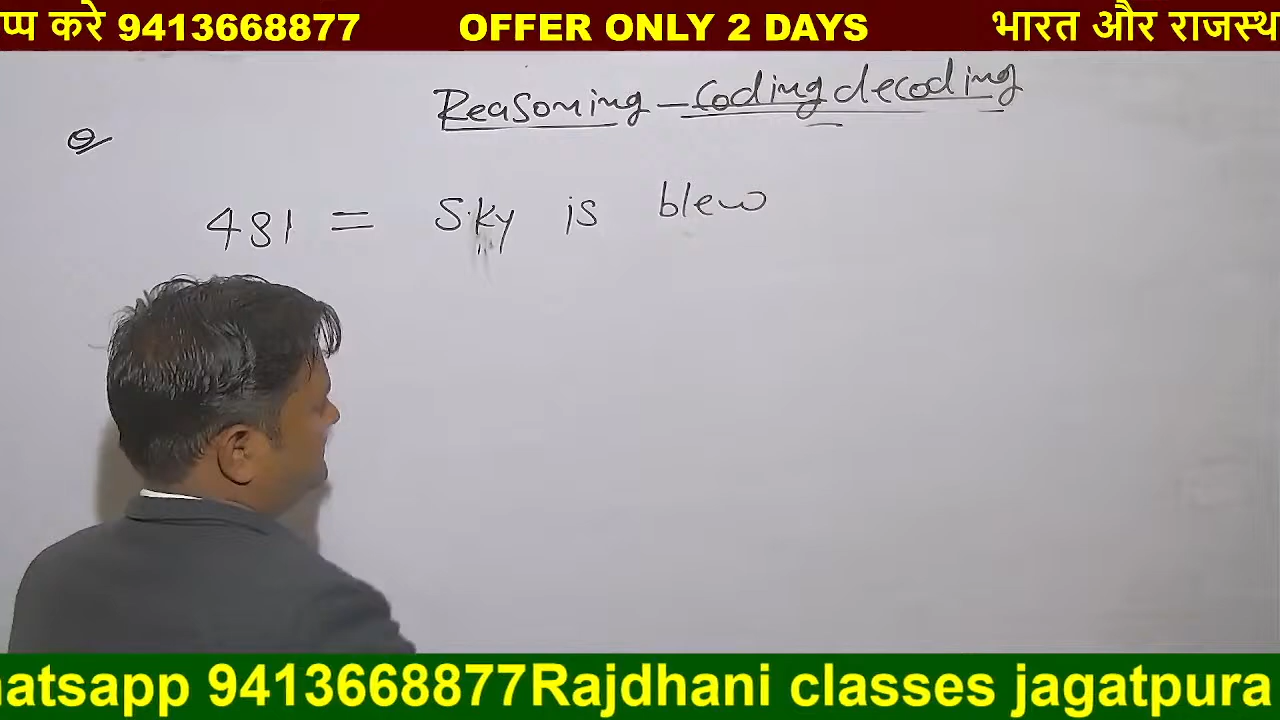 प्प करे 9413668877 OFFER ONLY 2 DAYS भारत और राजस्थ
Reasoning - Coding decoding
Q
481 = Sky is blew
hatsapp 9413668877Rajdhani classes jagatpura